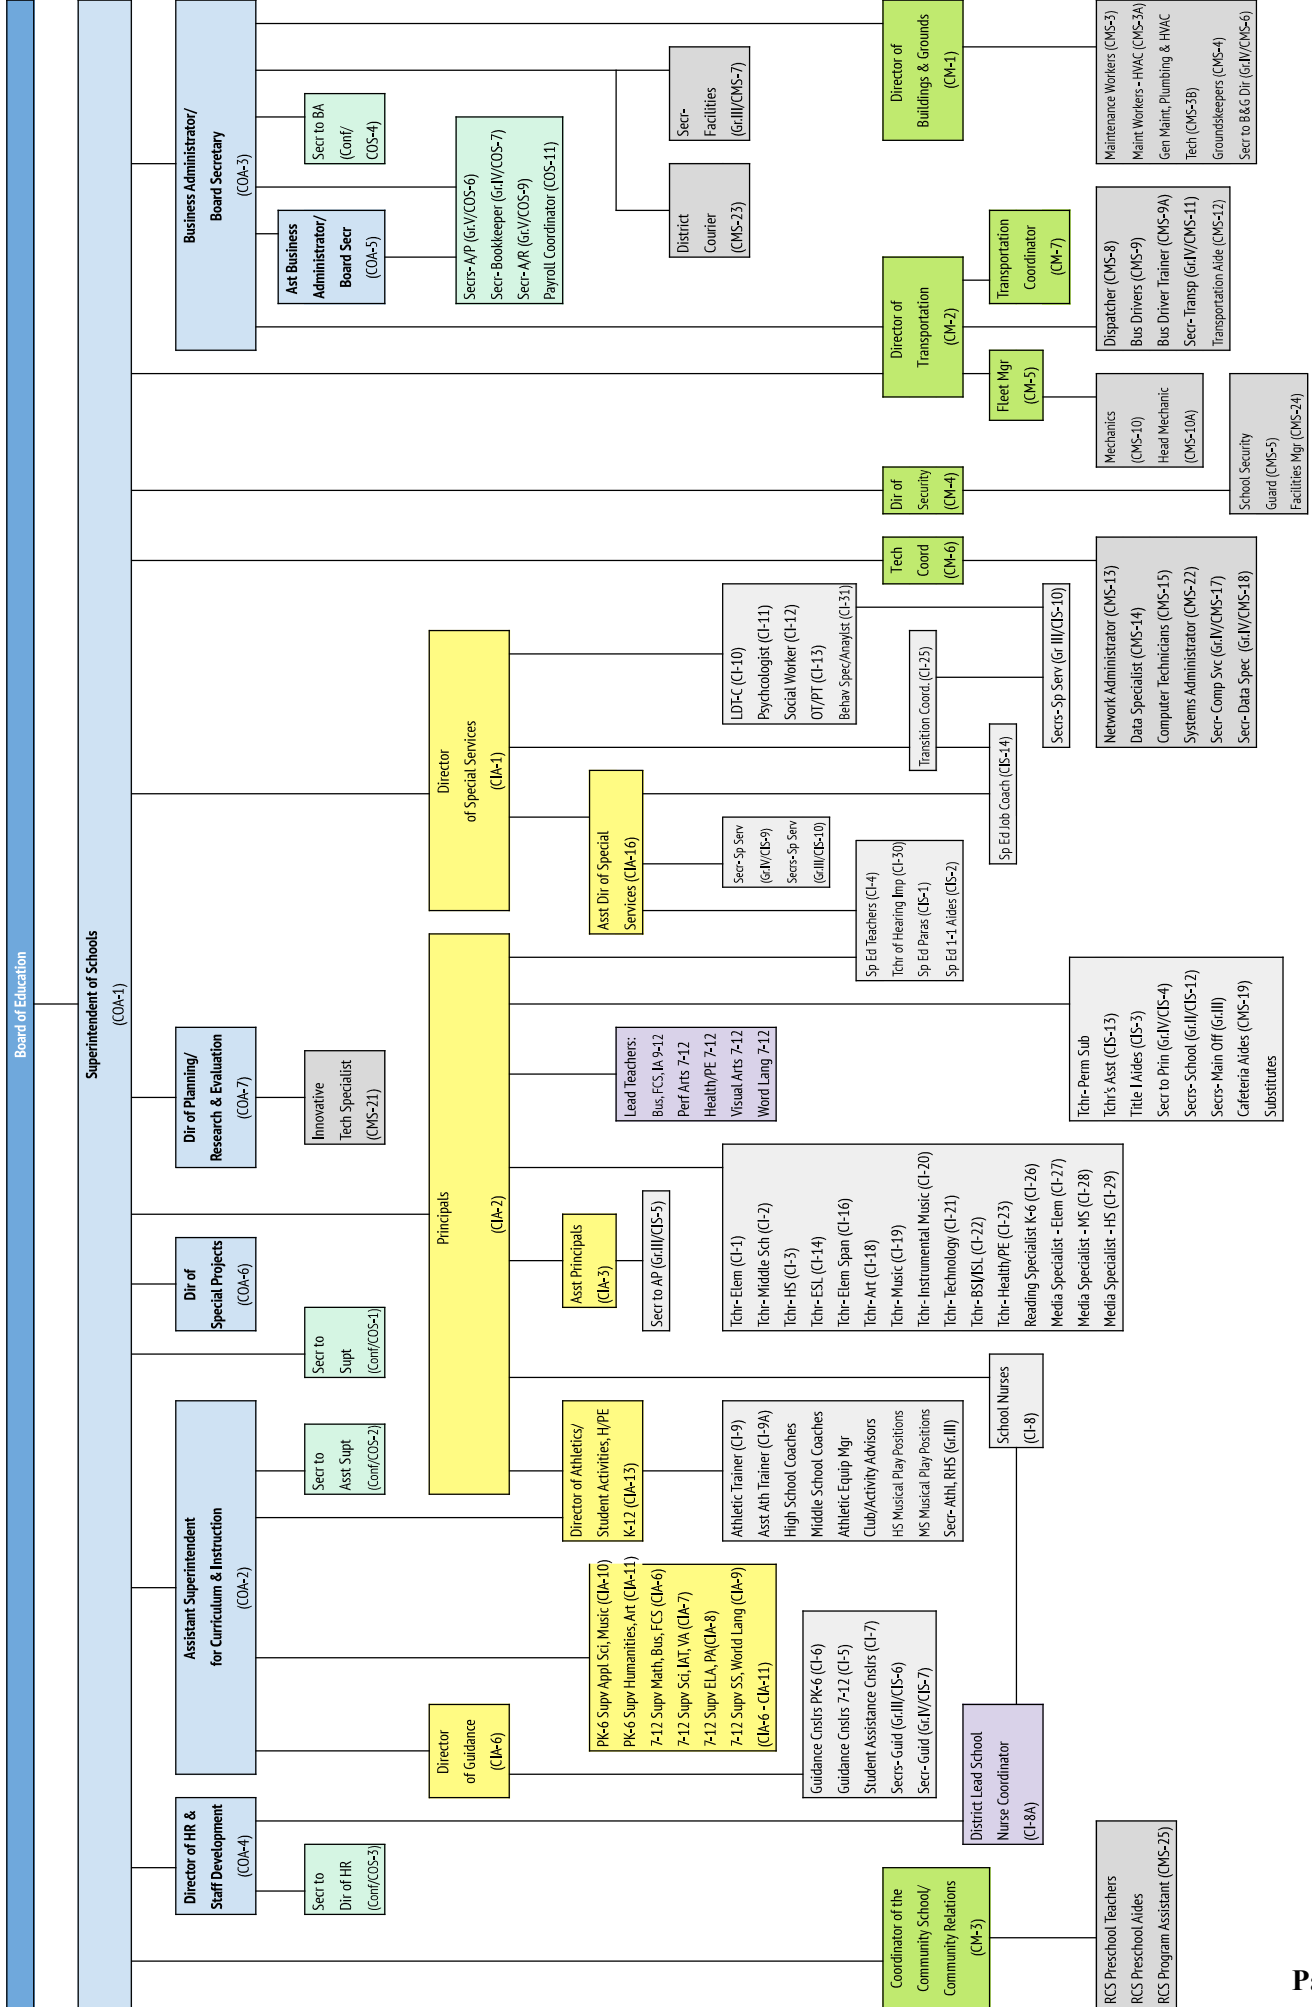 Board of Education
Superintendent of Schools
(COA-1)
Director of HR &
Staff Development
(COA-4)
Secr to
Dir of HR
(Conf/COS-3)
Assistant Superintendent
for Curriculum & Instruction
(COA-2)
Secr to
Asst Supt
(Conf/COS-2)
Secr to
Supt
(Conf/COS-1)
Dir of
Special Projects
(COA-6)
Dir of Planning/
Research & Evaluation
(COA-7)
Innovative
Tech Specialist
(CMS-21)
Business Administrator/
Board Secretary
(COA-3)
Ast Business
Administrator/
Board Secr
(COA-5)
Secr to BA
(Conf/
COS-4)
Secrs- A/P (Gr.V/COS-6)
Secr- Bookkeeper (Gr.IV/COS-7)
Secr- A/R (Gr.V/COS-9)
Payroll Coordinator (COS-11)
Director
of Guidance
(CIA-6)
Principals
(CIA-2)
Director
of Special Services
(CIA-1)
PK-6 Supv Appl Sci, Music (CIA-10)
PK-6 Supv Humanities, Art (CIA-11)
7-12 Supv Math, Bus, FCS (CIA-6)
7-12 Supv Sci, IAT, VA (CIA-7)
7-12 Supv ELA, PA(CIA-8)
7-12 Supv SS, World Lang (CIA-9)
(CIA-6 - CIA-11)
Director of Athletics/
Student Activities, H/PE
K-12 (CIA-13)
Asst Principals
(CIA-3)
Secr to AP (Gr.III/CIS-5)
Lead Teachers:
Bus, FCS, IA 9-12
Perf Arts 7-12
Health/PE 7-12
Visual Arts 7-12
Word Lang 7-12
Asst Dir of Special
Services (CIA-16)
District
Courier
(CMS-23)
Secr-
Facilities
(Gr.III/CMS-7)
Guidance Cnslrs PK-6 (CI-6)
Guidance Cnslrs 7-12 (CI-5)
Student Assistance Cnslrs (CI-7)
Secrs- Guid (Gr.III/CIS-6)
Secr- Guid (Gr.IV/CIS-7)
Athletic Trainer (CI-9)
Asst Ath Trainer (CI-9A)
High School Coaches
Middle School Coaches
Athletic Equip Mgr
Club/Activity Advisors
HS Musical Play Positions
MS Musical Play Positions
Secr- Athl, RHS (Gr.III)
Tchr- Elem (CI-1)
Tchr- Middle Sch (CI-2)
Tchr- HS (CI-3)
Tchr- ESL (CI-14)
Tchr- Elem Span (CI-16)
Tchr- Art (CI-18)
Tchr- Music (CI-19)
Tchr- Instrumental Music (CI-20)
Tchr- Technology (CI-21)
Tchr- BSI/ISL (CI-22)
Tchr- Health/PE (CI-23)
Reading Specialist K-6 (CI-26)
Media Specialist - Elem (CI-27)
Media Specialist - MS (CI-28)
Media Specialist - HS (CI-29)
Secr- Sp Serv
(Gr.IV/CIS-9)
Secrs- Sp Serv
(Gr.III/CIS-10)
LDT-C (CI-10)
Psyhcologist (CI-11)
Social Worker (CI-12)
OT/PT (CI-13)
Behav Spec/Anaylst (CI-31)
Sp Ed Teachers (CI-4)
Tchr of Hearing Imp (CI-30)
Sp Ed Paras (CIS-1)
Sp Ed 1-1 Aides (CIS-2)
Transition Coord. (CI-25)
Coordinator of the
Community School/
Community Relations
(CM-3)
Tech
Coord
(CM-6)
Dir of
Security
(CM-4)
Director of
Transportation
(CM-2)
Director of
Buildings & Grounds
(CM-1)
District Lead School
Nurse Coordinator
(CI-8A)
School Nurses
(CI-8)
Sp Ed Job Coach (CIS-14)
Fleet Mgr
(CM-5)
Transportation
Coordinator
(CM-7)
Secrs- Sp Serv (Gr III/CIS-10)
Tchr- Perm Sub
Tchr's Asst (CIS-13)
Title I Aides (CIS-3)
Secr to Prin (Gr.IV/CIS-4)
Secrs- School (Gr.II/CIS-12)
Secrs- Main Off (Gr.III)
Cafeteria Aides (CMS-19)
Substitutes
RCS Preschool Teachers
RCS Preschool Aides
RCS Program Assistant (CMS-25)
Network Administrator (CMS-13)
Data Specialist (CMS-14)
Computer Technicians (CMS-15)
Systems Administrator (CMS-22)
Secr- Comp Svc (Gr.IV/CMS-17)
Secr- Data Spec (Gr.IV/CMS-18)
Mechanics
(CMS-10)
Head Mechanic
(CMS-10A)
Dispatcher (CMS-8)
Bus Drivers (CMS-9)
Bus Driver Trainer (CMS-9A)
Secr- Transp (Gr.IV/CMS-11)
Transportation Aide (CMS-12)
Maintenance Workers (CMS-3)
Maint Workers - HVAC (CMS-3A)
Gen Maint, Plumbing & HVAC
Tech (CMS-3B)
Groundskeepers (CMS-4)
Secr to B&G Dir (Gr.IV/CMS-6)
School Security
Guard (CMS-5)
Facilities Mgr (CMS-24)